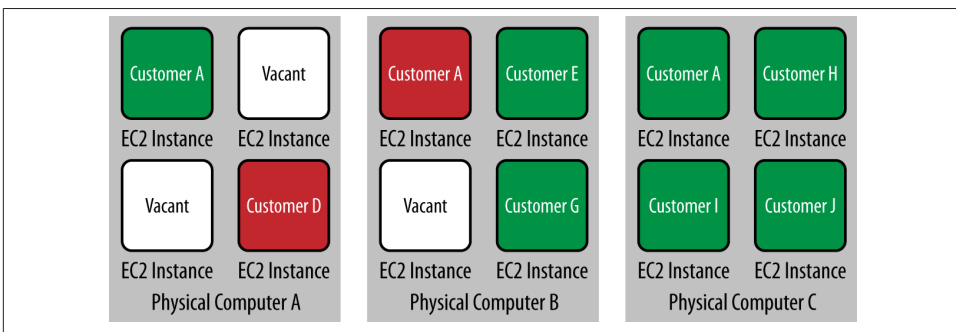 Customer A
Vacant
EC2 Instance
EC2 Instance
Vacant
Customer D
EC2 Instance
EC2 Instance
Physical Computer A
Customer A
Customer E
EC2 Instance
EC2 Instance
Vacant
Customer G
EC2 Instance
EC2 Instance
Physical Computer B
Customer A
Customer H
EC2 Instance
EC2 Instance
Customer I
Customer J
EC2 Instance
EC2 Instance
Physical Computer C